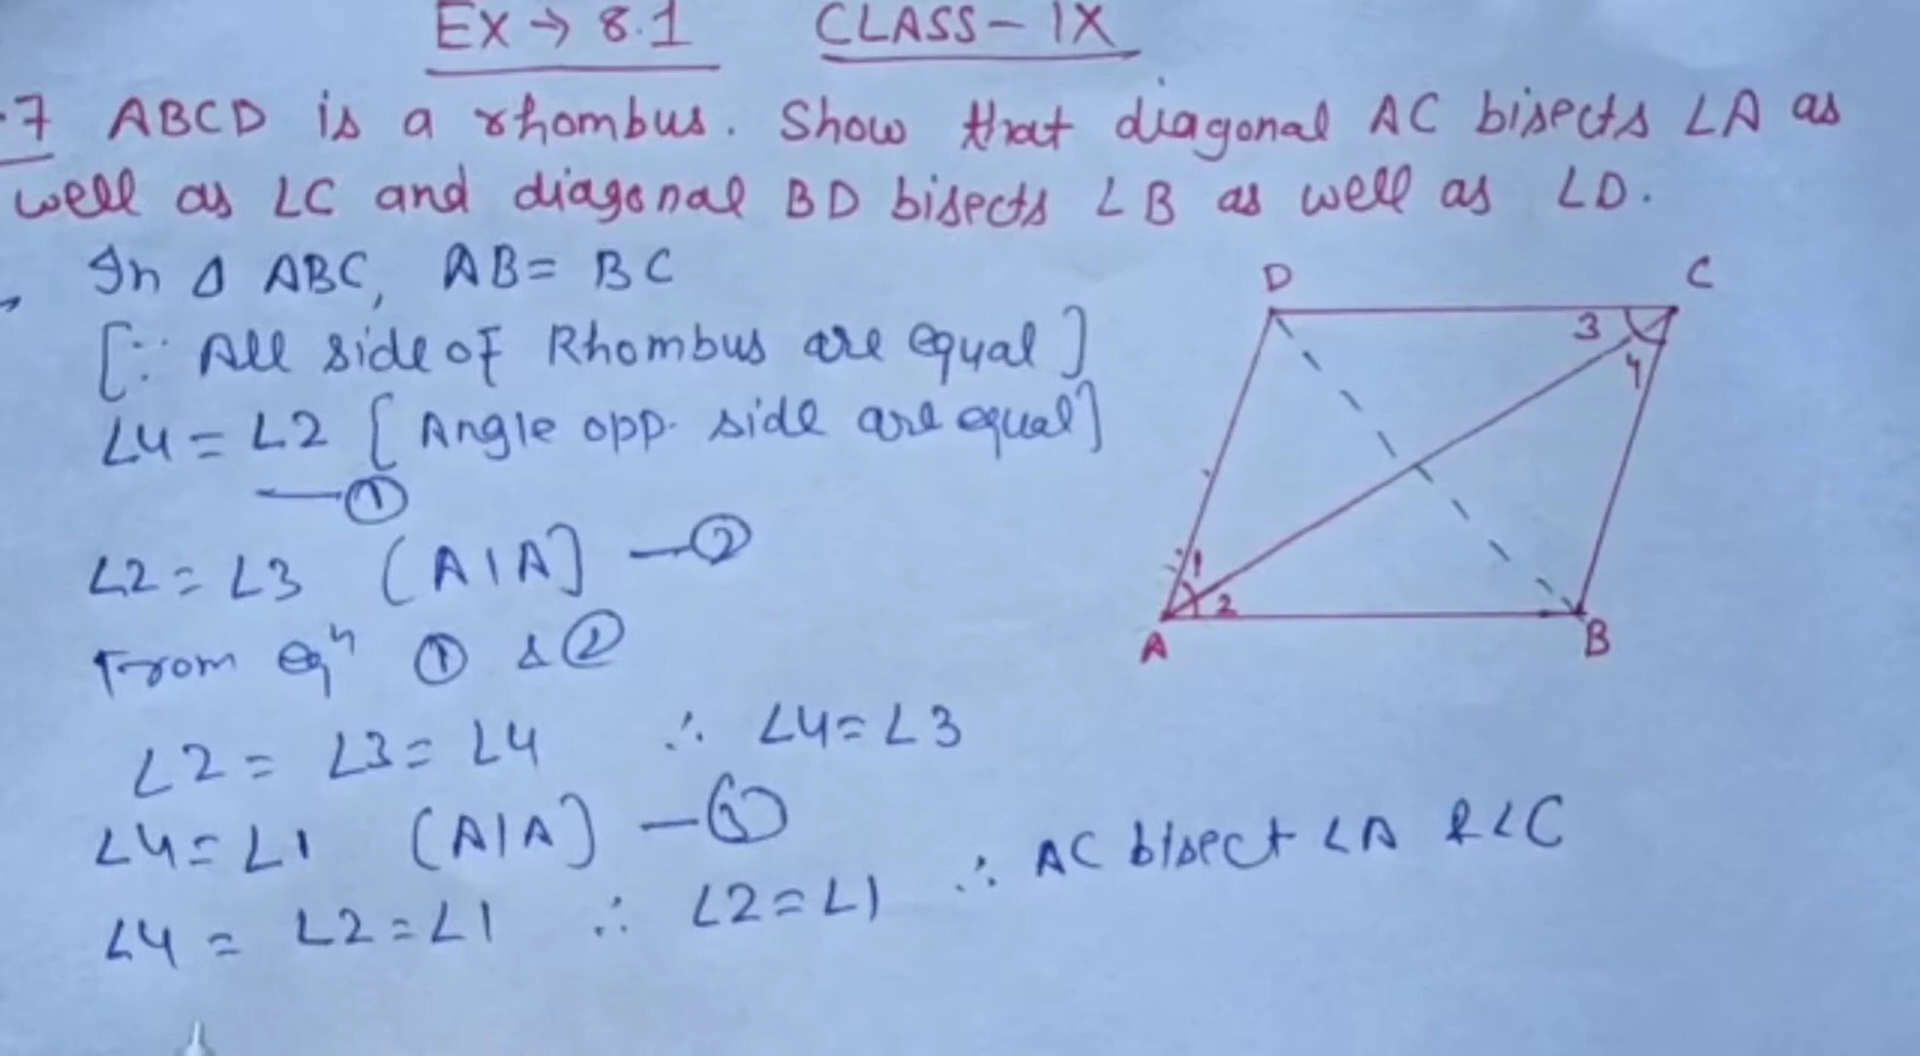 EX → 8.1 CLASS - IX
.7 ABCD is a rhombus. Show that diagonal AC bisects ∠A as
well as ∠C and diagonal BD bisects ∠B as well as ∠D.
In Δ ABC, AB = BC
[∵ All side of Rhombus are equal]
∠4 = ∠2 [Angle opp. side are equal]
— ①
∠2 = ∠3 (AIA] — ②
From eqⁿ ① & ②
∠2 = ∠3 = ∠4 ∴ ∠4 = ∠3
∠4 = ∠1 (AIA] — ③
∠4 = ∠2 = ∠1 ∴ ∠2 = ∠1 ∴ AC bisect ∠A & ∠C
D C
3
4
1
2
A B